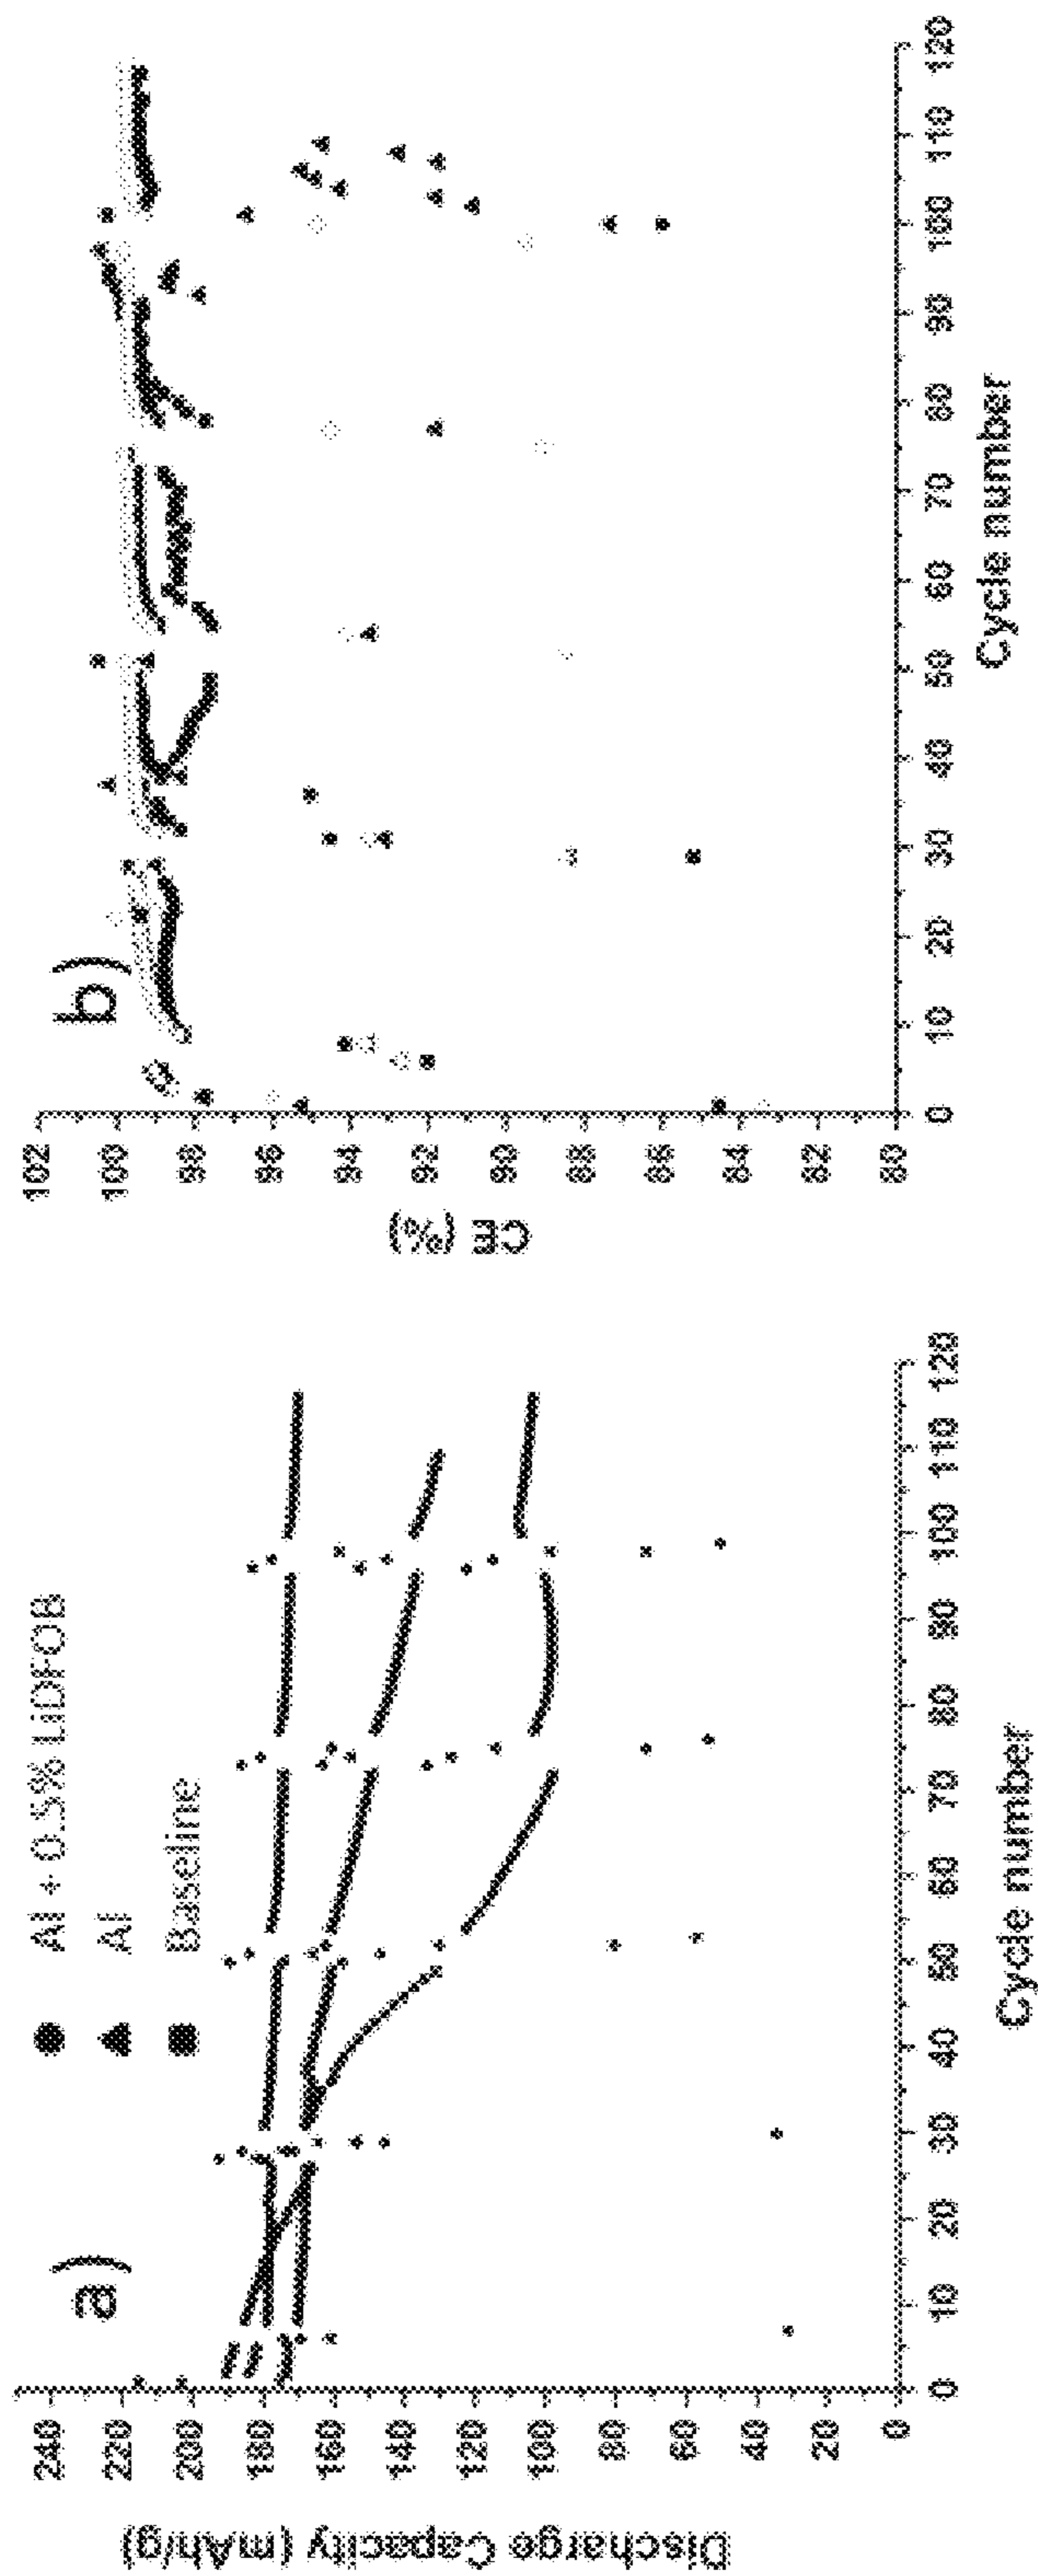 a)
Al + 0.5% LiDFOB
Al
Baseline
Discharge Capacity (mAh/g)
240
220
200
180
160
140
120
100
80
60
40
20
0
0 10 20 30 40 50 60 70 80 90 100 110 120
Cycle number
b)
CE (%)
102
100
98
96
94
92
90
88
86
84
82
80
0 10 20 30 40 50 60 70 80 90 100 110 120
Cycle number